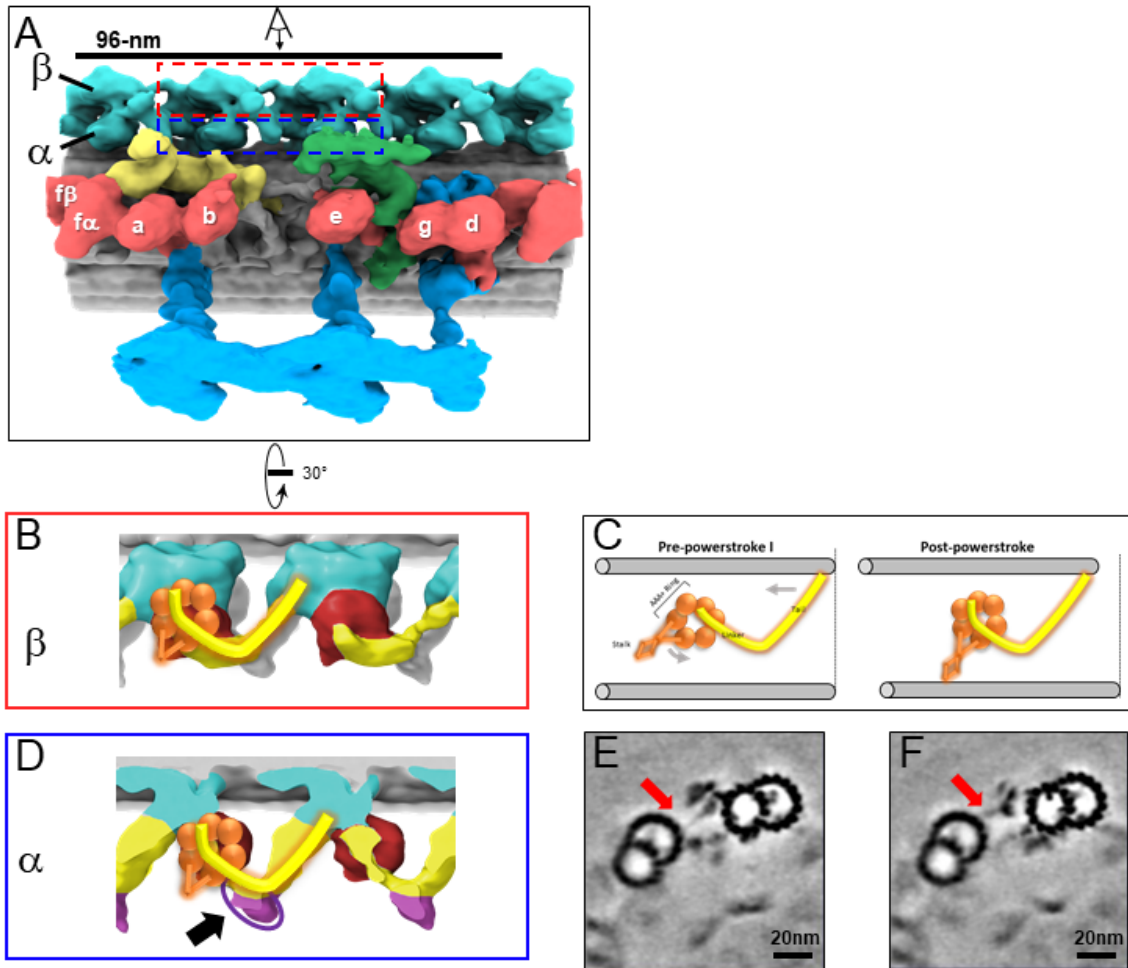 A
96-nm
β
α
fβ
fα
a
b
e
g
d
30°
B
β
C
Pre-powerstroke I
Post-powerstroke
AAA+ Ring
Tail
Linker
Stalk
D
α
E
20nm
F
20nm